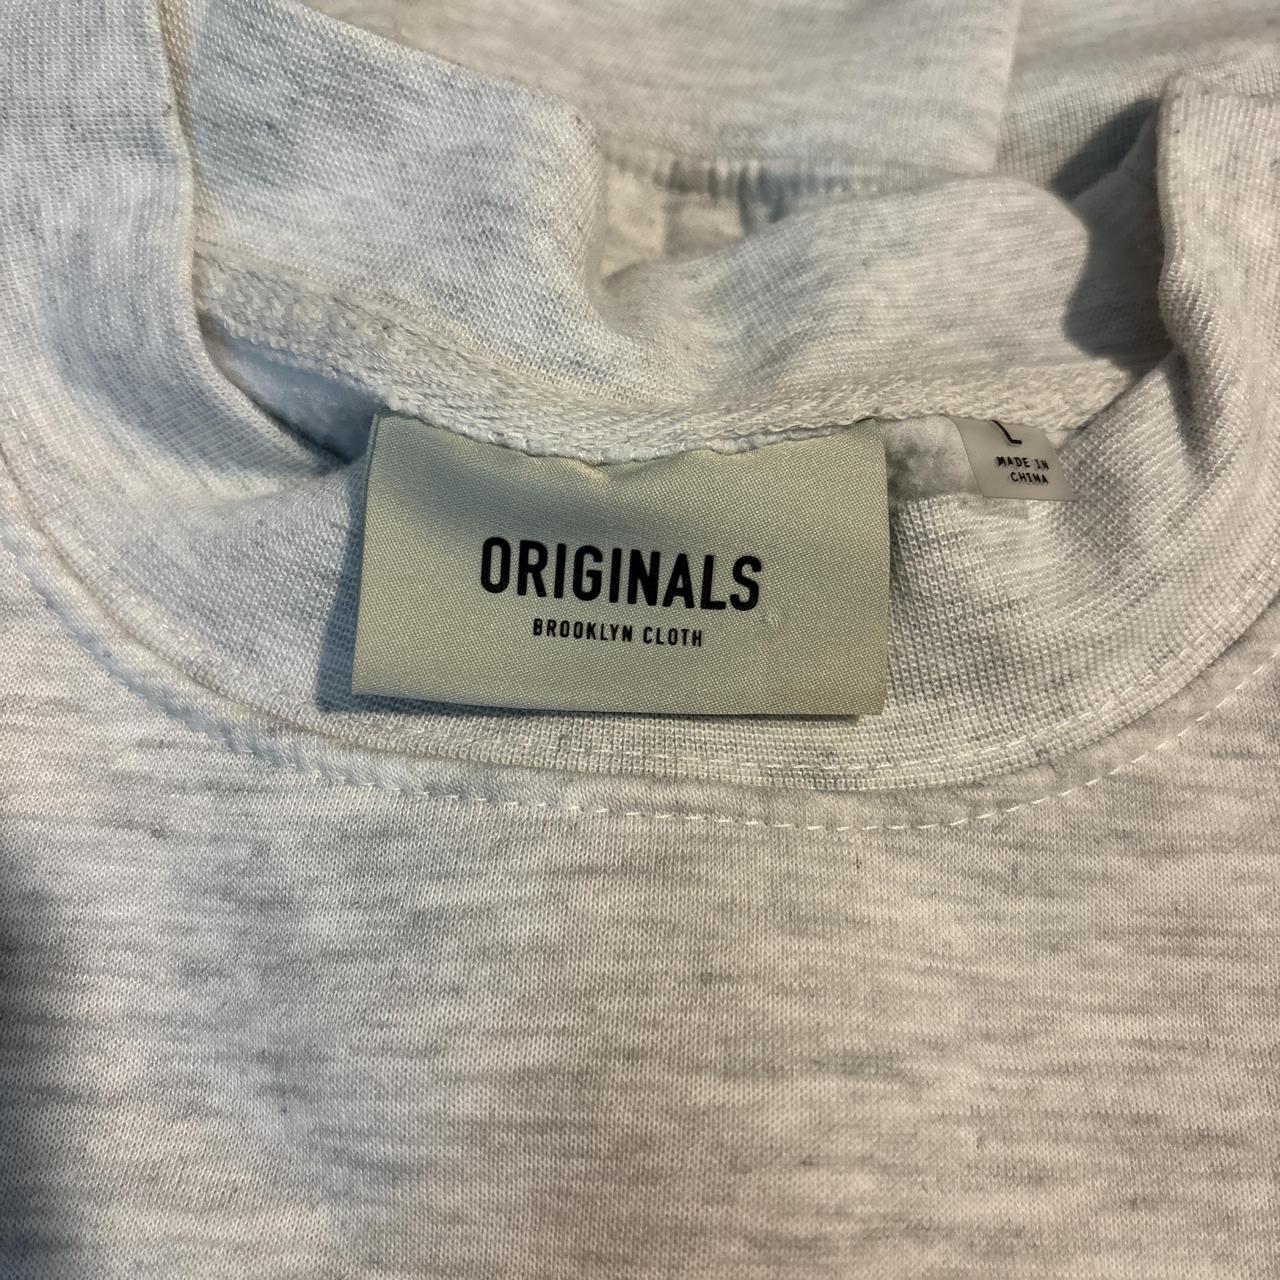 ORIGINALS
BROOKLYN CLOTH
L
MADE IN
CHINA